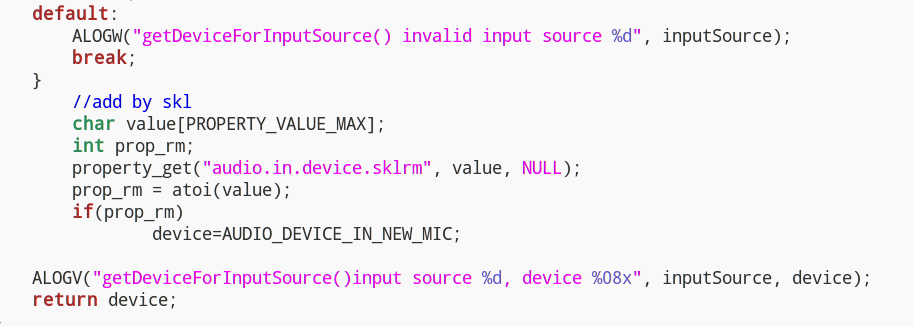 default:
ALOGW("getDeviceForInputSource() invalid input source %d", inputSource);
break;
}
//add by skl
char value[PROPERTY_VALUE_MAX];
int prop_rm;
property_get("audio.in.device.sklrm", value, NULL);
prop_rm = atoi(value);
if(prop_rm)
device=AUDIO_DEVICE_IN_NEW_MIC;
ALOGV("getDeviceForInputSource()input source %d, device %08x", inputSource, device);
return device;